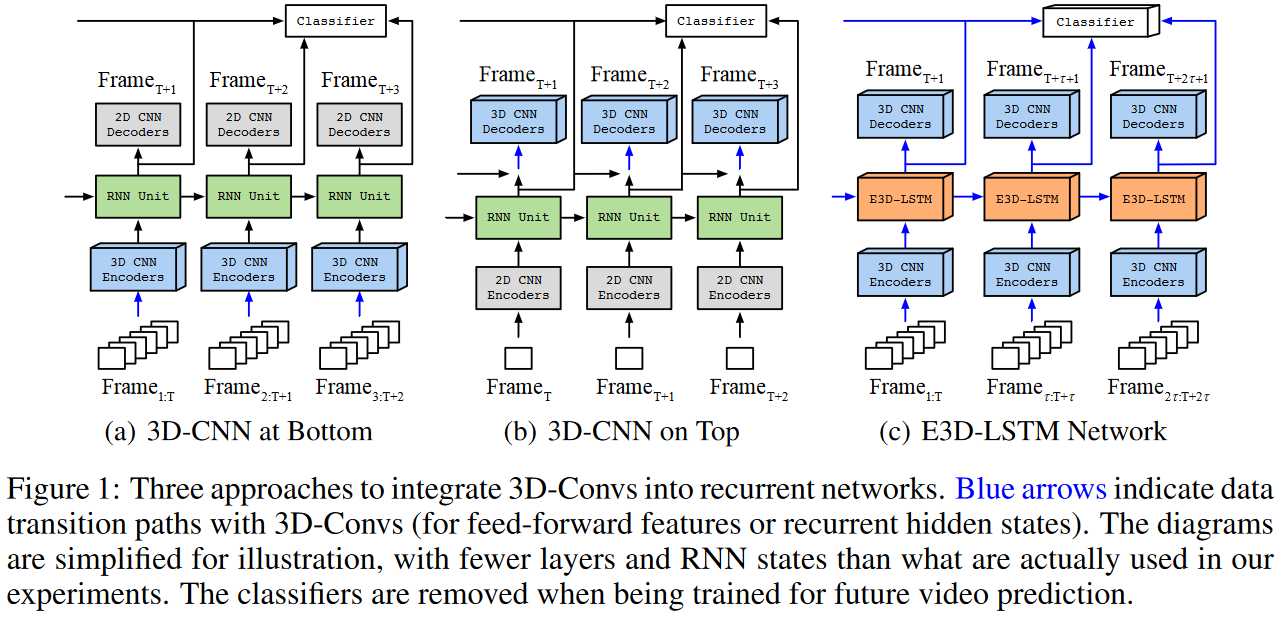 Classifier
Frame T+1 Frame T+2 Frame T+3
2D CNN Decoders 2D CNN Decoders 2D CNN Decoders
RNN Unit RNN Unit RNN Unit
3D CNN Encoders 3D CNN Encoders 3D CNN Encoders
Frame 1:T Frame 2:T+1 Frame 3:T+2
(a) 3D-CNN at Bottom
Classifier
Frame T+1 Frame T+2 Frame T+3
3D CNN Decoders 3D CNN Decoders 3D CNN Decoders
RNN Unit RNN Unit RNN Unit
2D CNN Encoders 2D CNN Encoders 2D CNN Encoders
Frame T Frame T+1 Frame T+2
(b) 3D-CNN on Top
Classifier
Frame T+1 Frame T+τ+1 Frame T+2τ+1
3D CNN Decoders 3D CNN Decoders 3D CNN Decoders
E3D-LSTM E3D-LSTM E3D-LSTM
3D CNN Encoders 3D CNN Encoders 3D CNN Encoders
Frame 1:T Frame τ:T+τ Frame 2τ:T+2τ
(c) E3D-LSTM Network
Figure 1: Three approaches to integrate 3D-Convs into recurrent networks. Blue arrows indicate data
transition paths with 3D-Convs (for feed-forward features or recurrent hidden states). The diagrams
are simplified for illustration, with fewer layers and RNN states than what are actually used in our
experiments. The classifiers are removed when being trained for future video prediction.